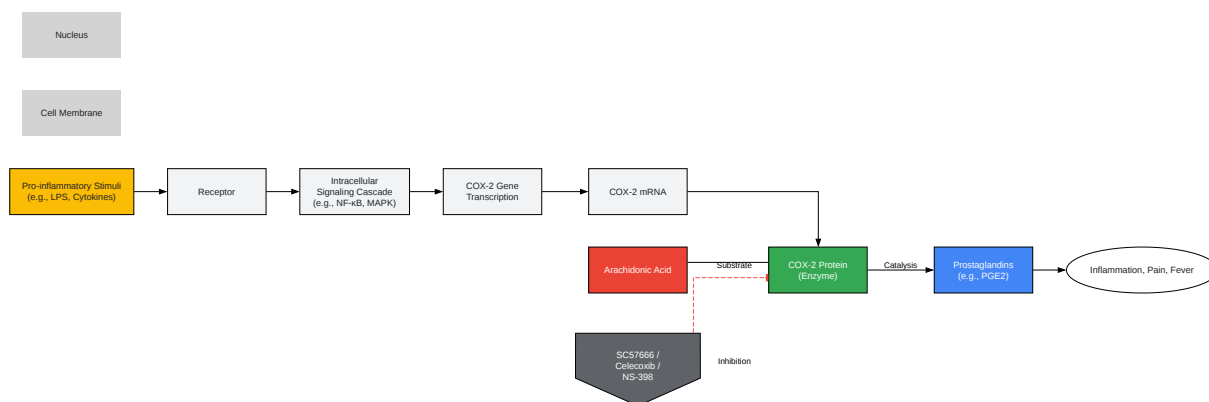 Nucleus
Cell Membrane
Pro-inflammatory Stimuli
(e.g., LPS, Cytokines)
Receptor
Intracellular
Signaling Cascade
(e.g., NF-κB, MAPK)
COX-2 Gene
Transcription
COX-2 mRNA
Arachidonic Acid
Substrate
COX-2 Protein
(Enzyme)
Catalysis
Prostaglandins
(e.g., PGE2)
Inflammation, Pain, Fever
SC57666 /
Celecoxib /
NS-398
Inhibition